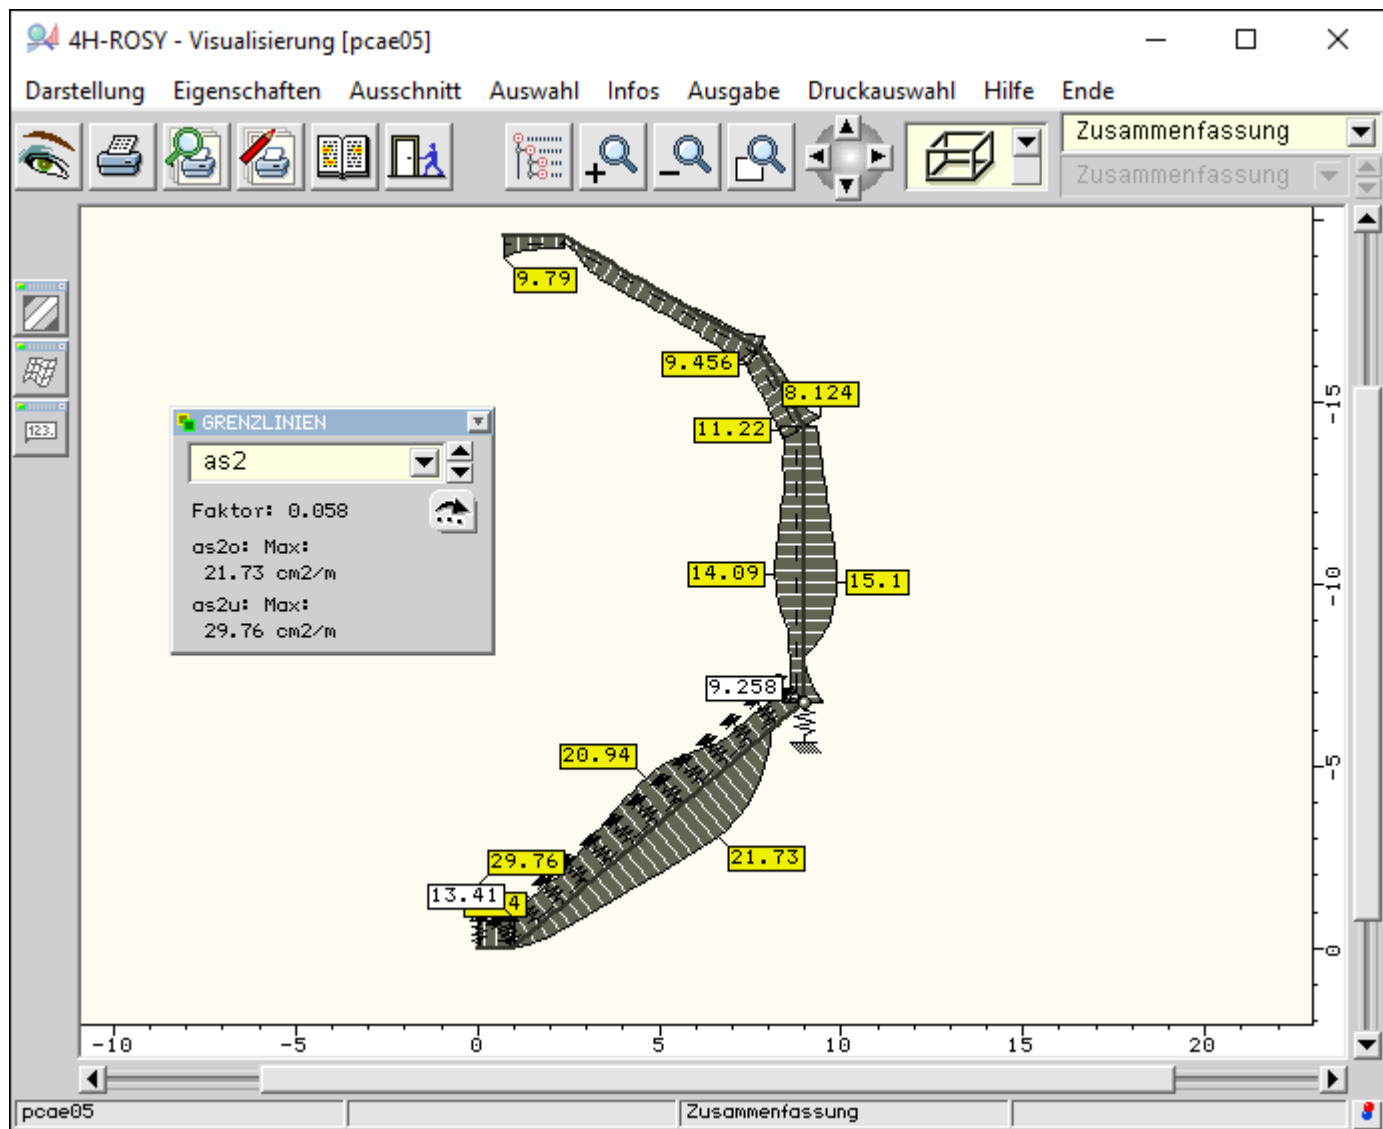 4H-ROSY - Visualisierung [pcae05]
Darstellung Eigenschaften Ausschnitt Auswahl Infos Ausgabe Druckauswahl Hilfe Ende
Zusammenfassung
Zusammenfassung
123.
9.79
9.456
8.124
11.22
GRENZLINIEN
as2
Faktor: 0.058
as2o: Max:
21.73 cm2/m
as2u: Max:
29.76 cm2/m
14.09
15.1
9.258
20.94
21.73
29.76
13.41
-15
-10
-5
0
-10 -5 0 5 10 15 20
pcae05 Zusammenfassung